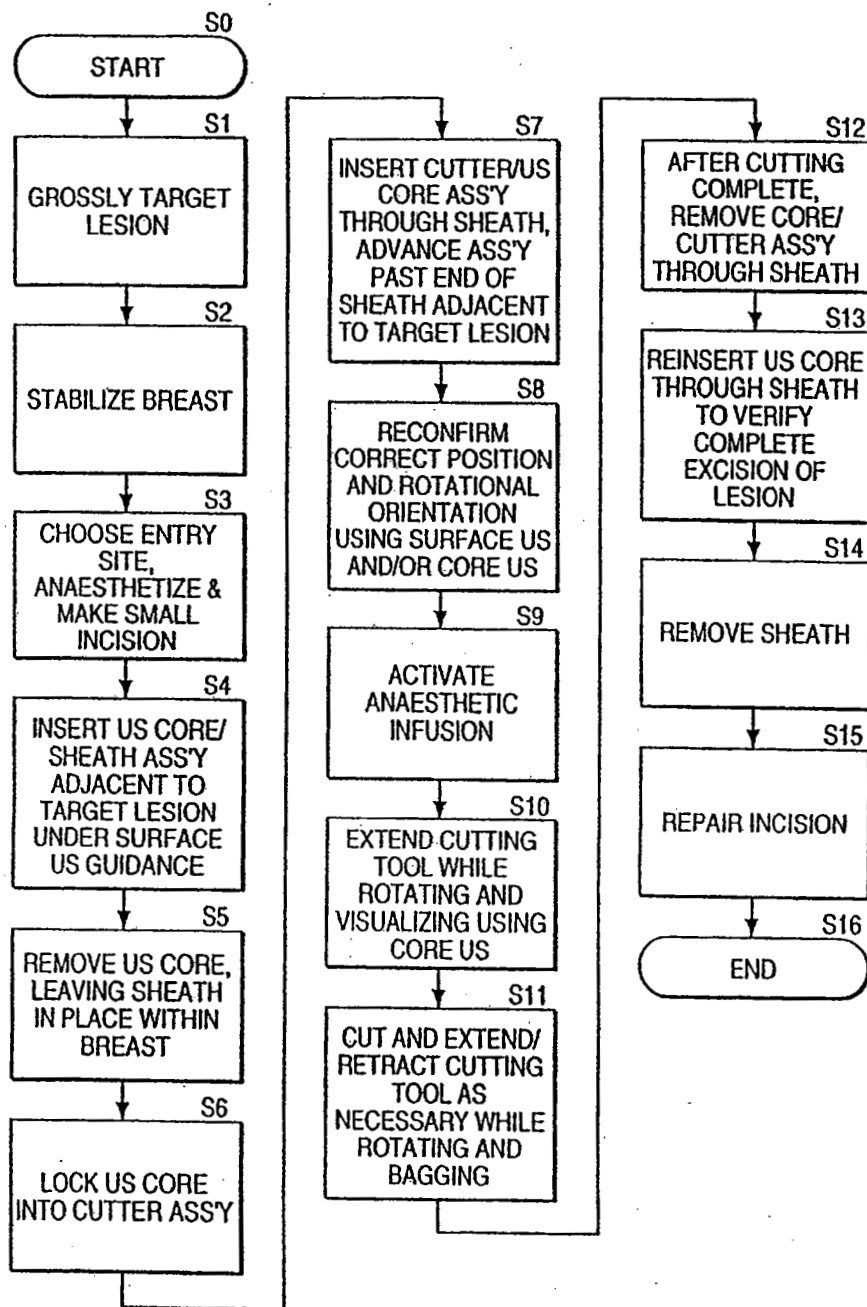 S0
START
S1
GROSSLY TARGET
LESION
S2
STABILIZE BREAST
S3
CHOOSE ENTRY
SITE,
ANAESTHETIZE &
MAKE SMALL
INCISION
S4
INSERT US CORE/
SHEATH ASS'Y
ADJACENT TO
TARGET LESION
UNDER SURFACE
US GUIDANCE
S5
REMOVE US CORE,
LEAVING SHEATH
IN PLACE WITHIN
BREAST
S6
LOCK US CORE
INTO CUTTER ASS'Y
S7
INSERT CUTTER/US
CORE ASS'Y
THROUGH SHEATH,
ADVANCE ASS'Y
PAST END OF
SHEATH ADJACENT
TO TARGET LESION
S8
RECONFIRM
CORRECT POSITION
AND ROTATIONAL
ORIENTATION
USING SURFACE US
AND/OR CORE US
S9
ACTIVATE
ANAESTHETIC
INFUSION
S10
EXTEND CUTTING
TOOL WHILE
ROTATING AND
VISUALIZING USING
CORE US
S11
CUT AND EXTEND/
RETRACT CUTTING
TOOL AS
NECESSARY WHILE
ROTATING AND
BAGGING
S12
AFTER CUTTING
COMPLETE,
REMOVE CORE/
CUTTER ASS'Y
THROUGH SHEATH
S13
REINSERT US CORE
THROUGH SHEATH
TO VERIFY
COMPLETE
EXCISION OF
LESION
S14
REMOVE SHEATH
S15
REPAIR INCISION
S16
END